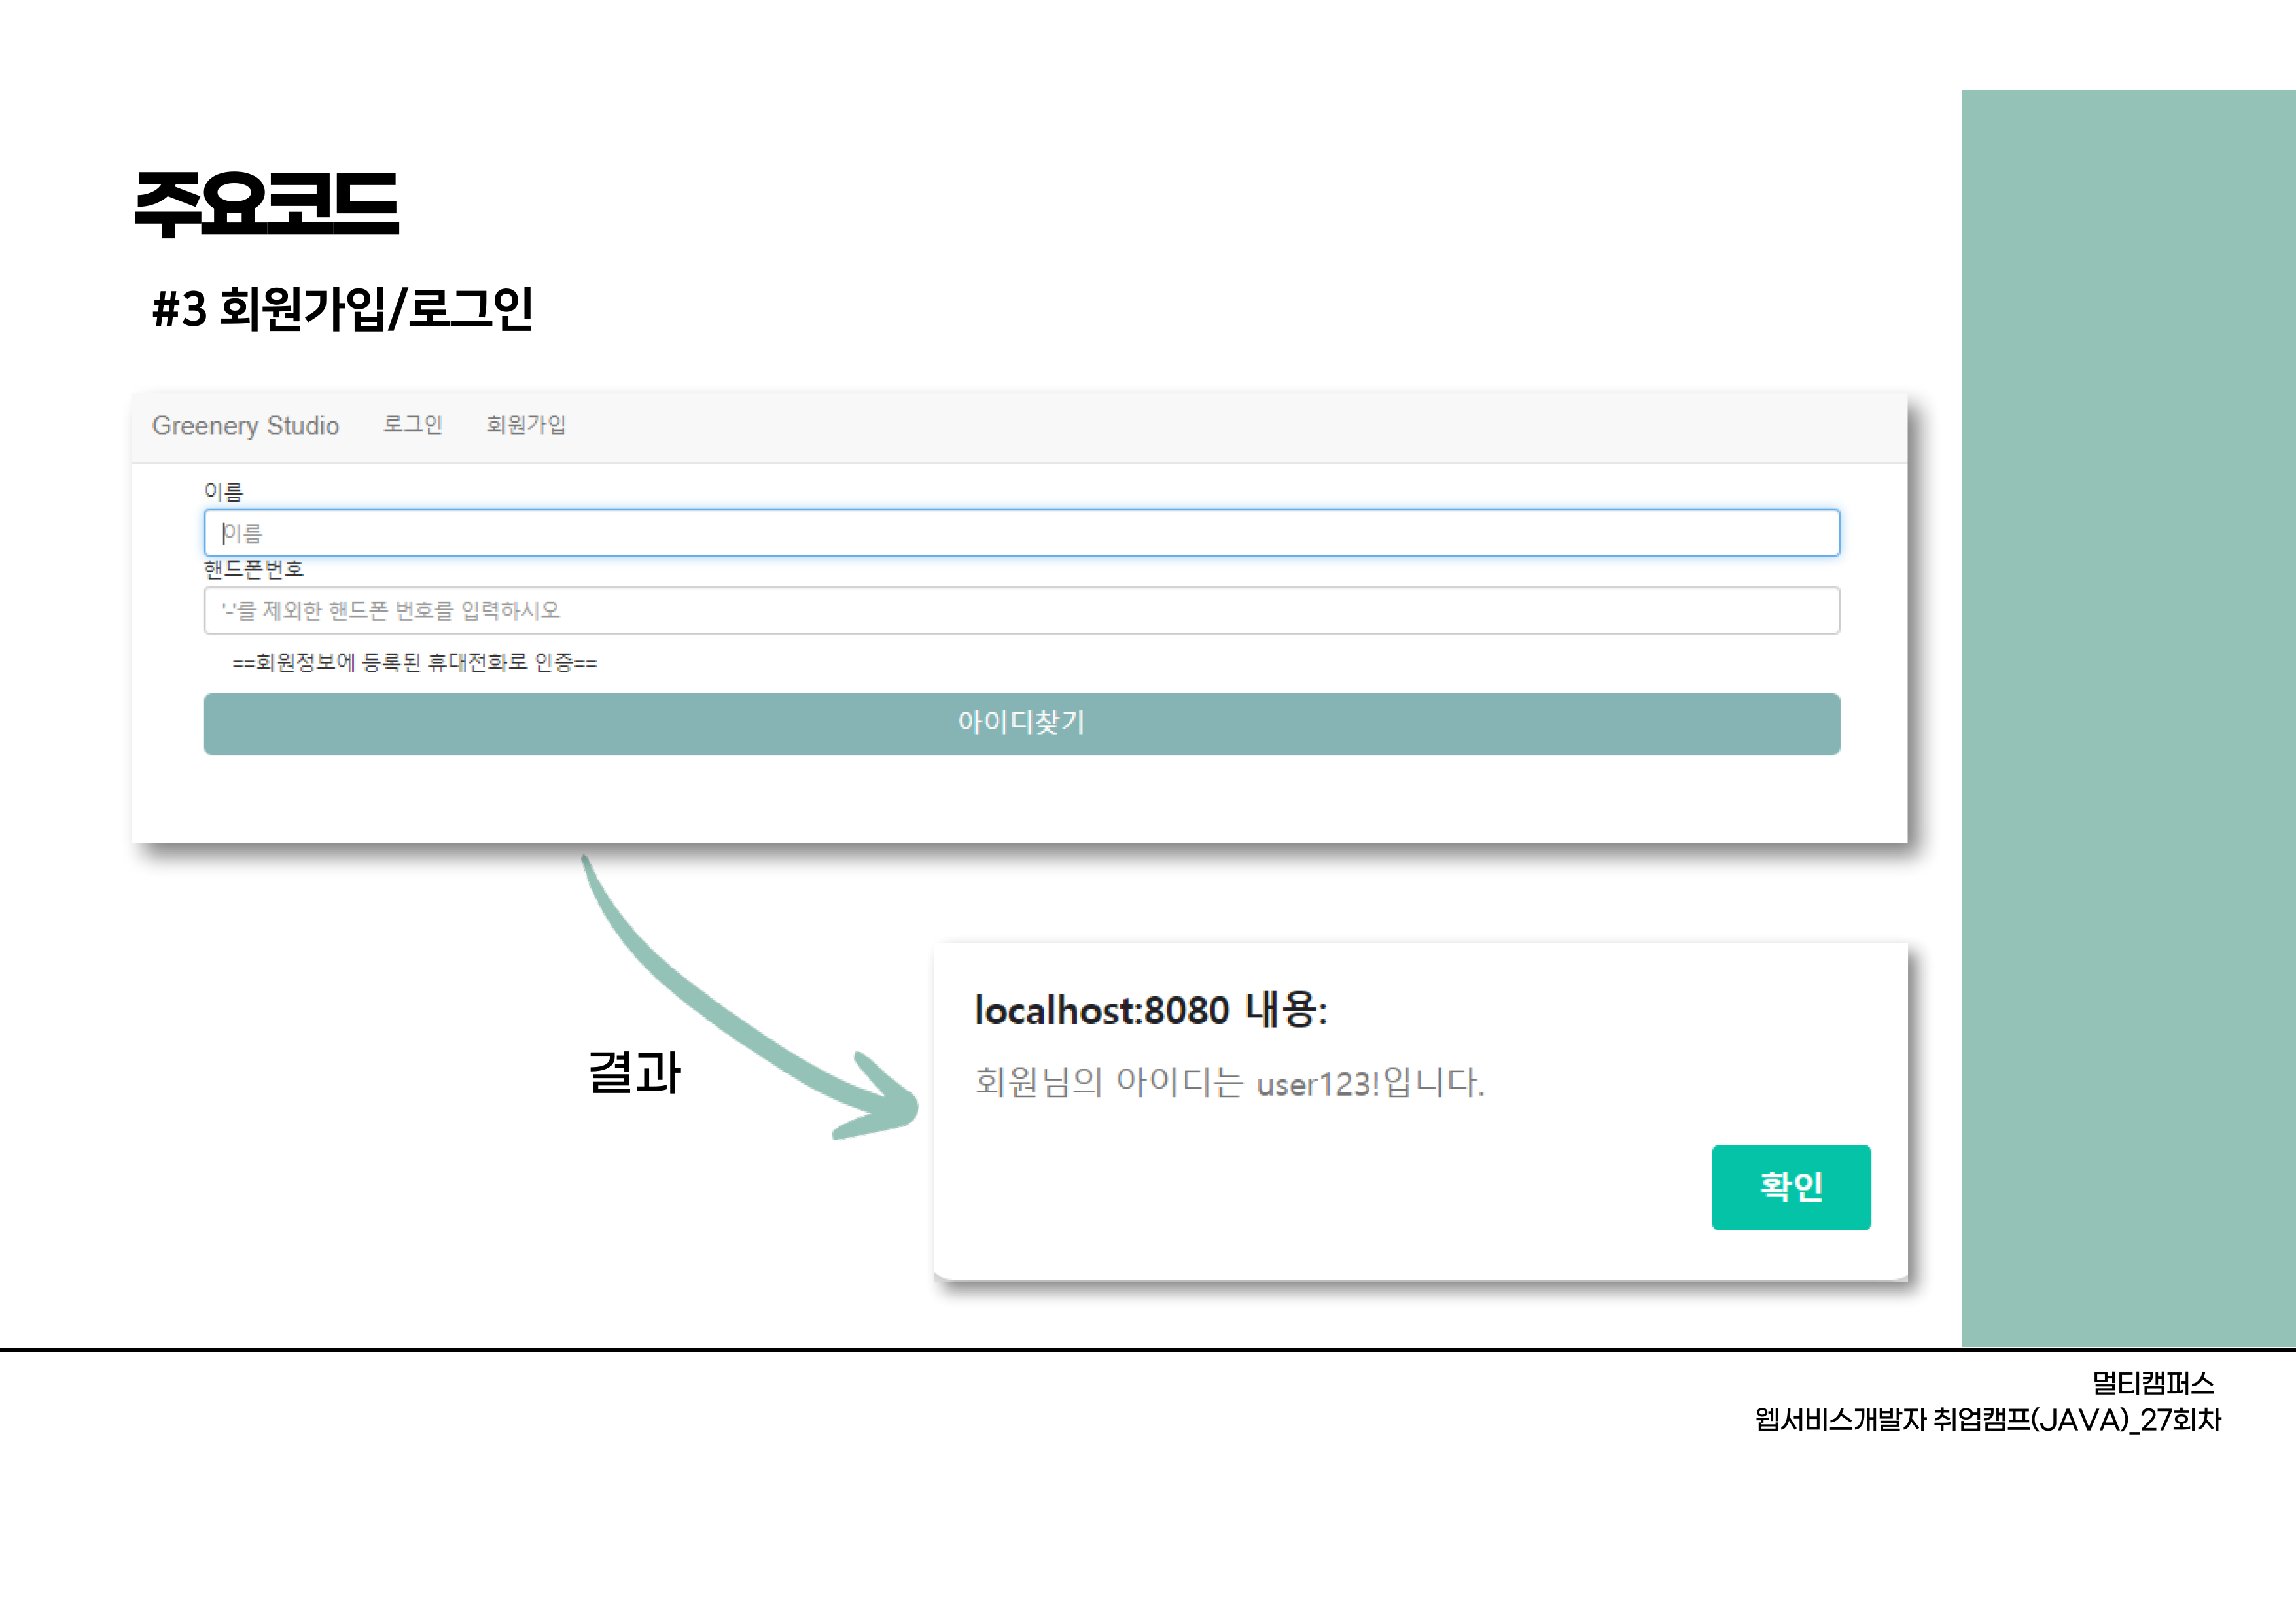 주요코드
#3 회원가입/로그인
Greenery Studio 로그인 회원가입
이름
이름
핸드폰번호
'-'를 제외한 핸드폰 번호를 입력하시오
==회원정보에 등록된 휴대전화로 인증==
아이디찾기
결과
localhost:8080 내용:
회원님의 아이디는 user123!입니다.
확인
멀티캠퍼스
웹서비스개발자 취업캠프(JAVA)_27회차